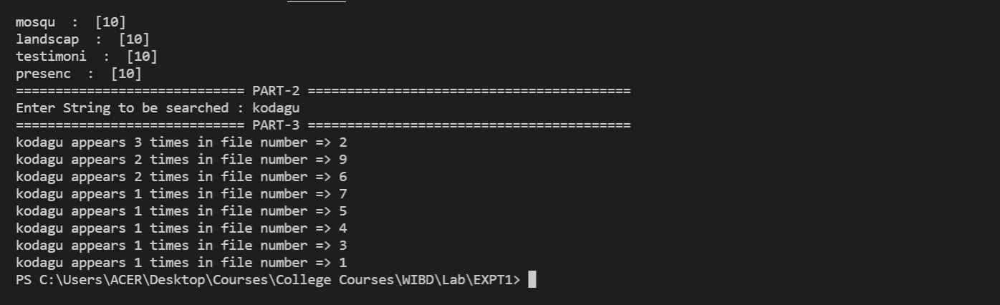 mosqu  :  [10]
landscap  :  [10]
testimoni  :  [10]
presenc  :  [10]
============================= PART-2 =========================================
Enter String to be searched : kodagu
============================= PART-3 =========================================
kodagu appears 3 times in file number => 2
kodagu appears 2 times in file number => 9
kodagu appears 2 times in file number => 6
kodagu appears 1 times in file number => 7
kodagu appears 1 times in file number => 5
kodagu appears 1 times in file number => 4
kodagu appears 1 times in file number => 3
kodagu appears 1 times in file number => 1
PS C:\Users\ACER\Desktop\Courses\College Courses\WIBD\Lab\EXPT1>